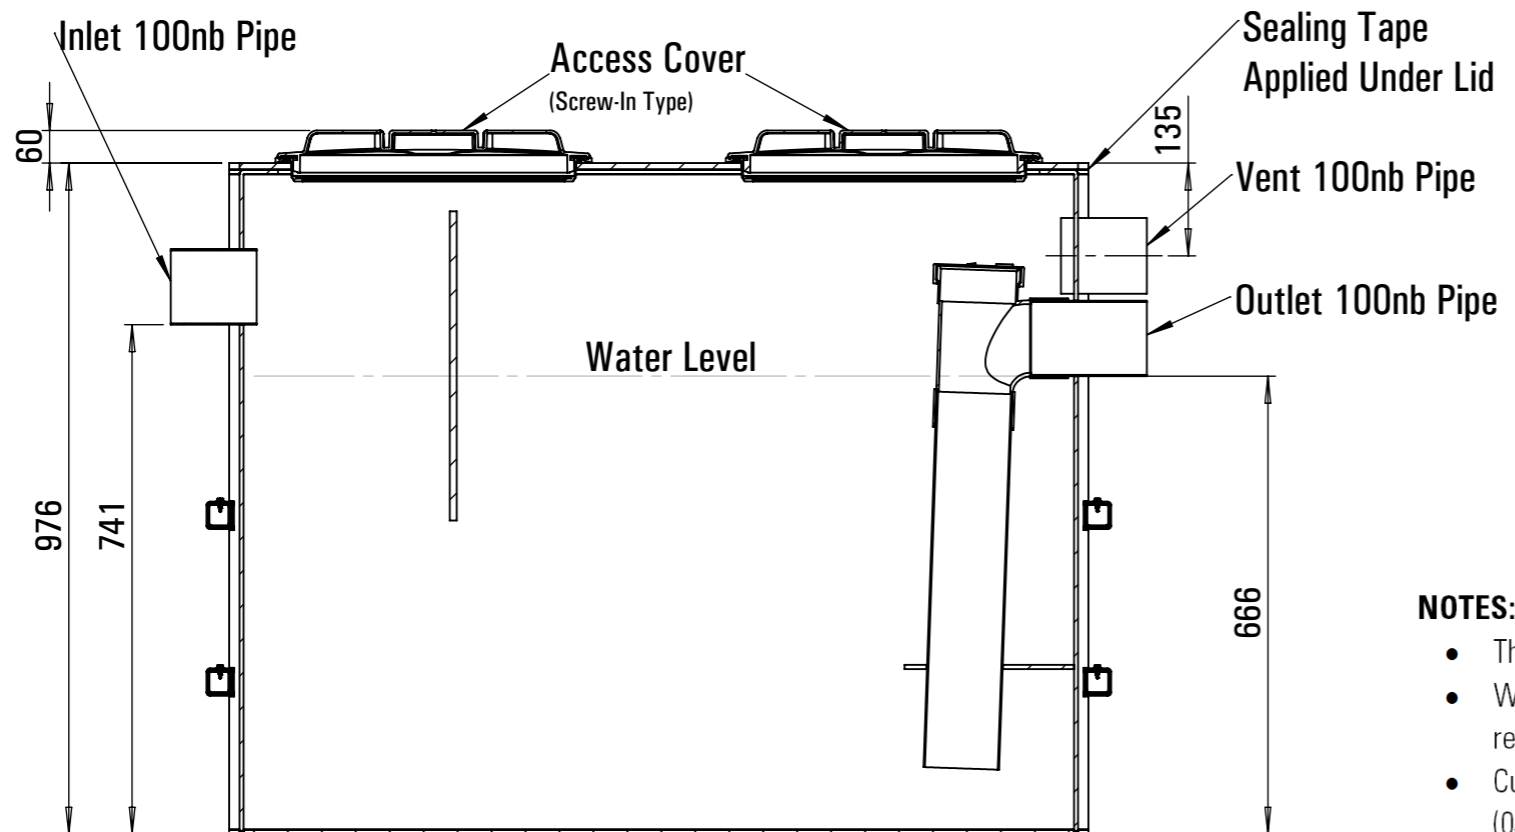 Inlet 100nb Pipe
Access Cover
(Screw-In Type)
Sealing Tape
Applied Under Lid
60
135
Vent 100nb Pipe
Outlet 100nb Pipe
Water Level
976
741
666
NOTES: